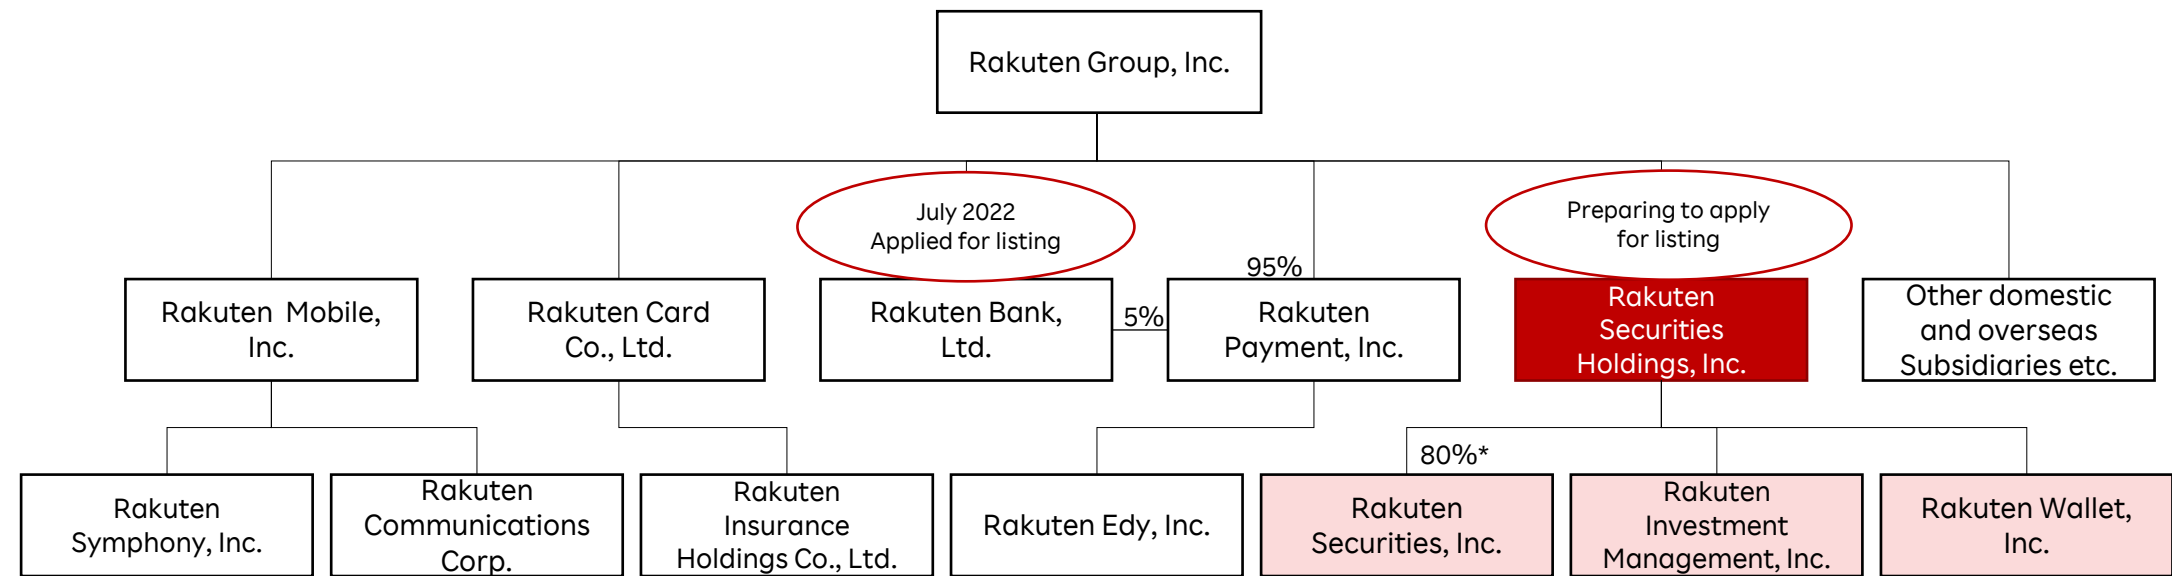 Rakuten Group, Inc.
July 2022
Applied for listing
Preparing to apply
for listing
95%
Rakuten Mobile,
Inc.
Rakuten Card
Co., Ltd.
Rakuten Bank,
Ltd.
5%
Rakuten
Payment, Inc.
Rakuten
Securities
Holdings, Inc.
Other domestic
and overseas
Subsidiaries etc.
80%*
Rakuten
Symphony, Inc.
Rakuten
Communications
Corp.
Rakuten
Insurance
Holdings Co., Ltd.
Rakuten Edy, Inc.
Rakuten
Securities, Inc.
Rakuten
Investment
Management, Inc.
Rakuten Wallet,
Inc.